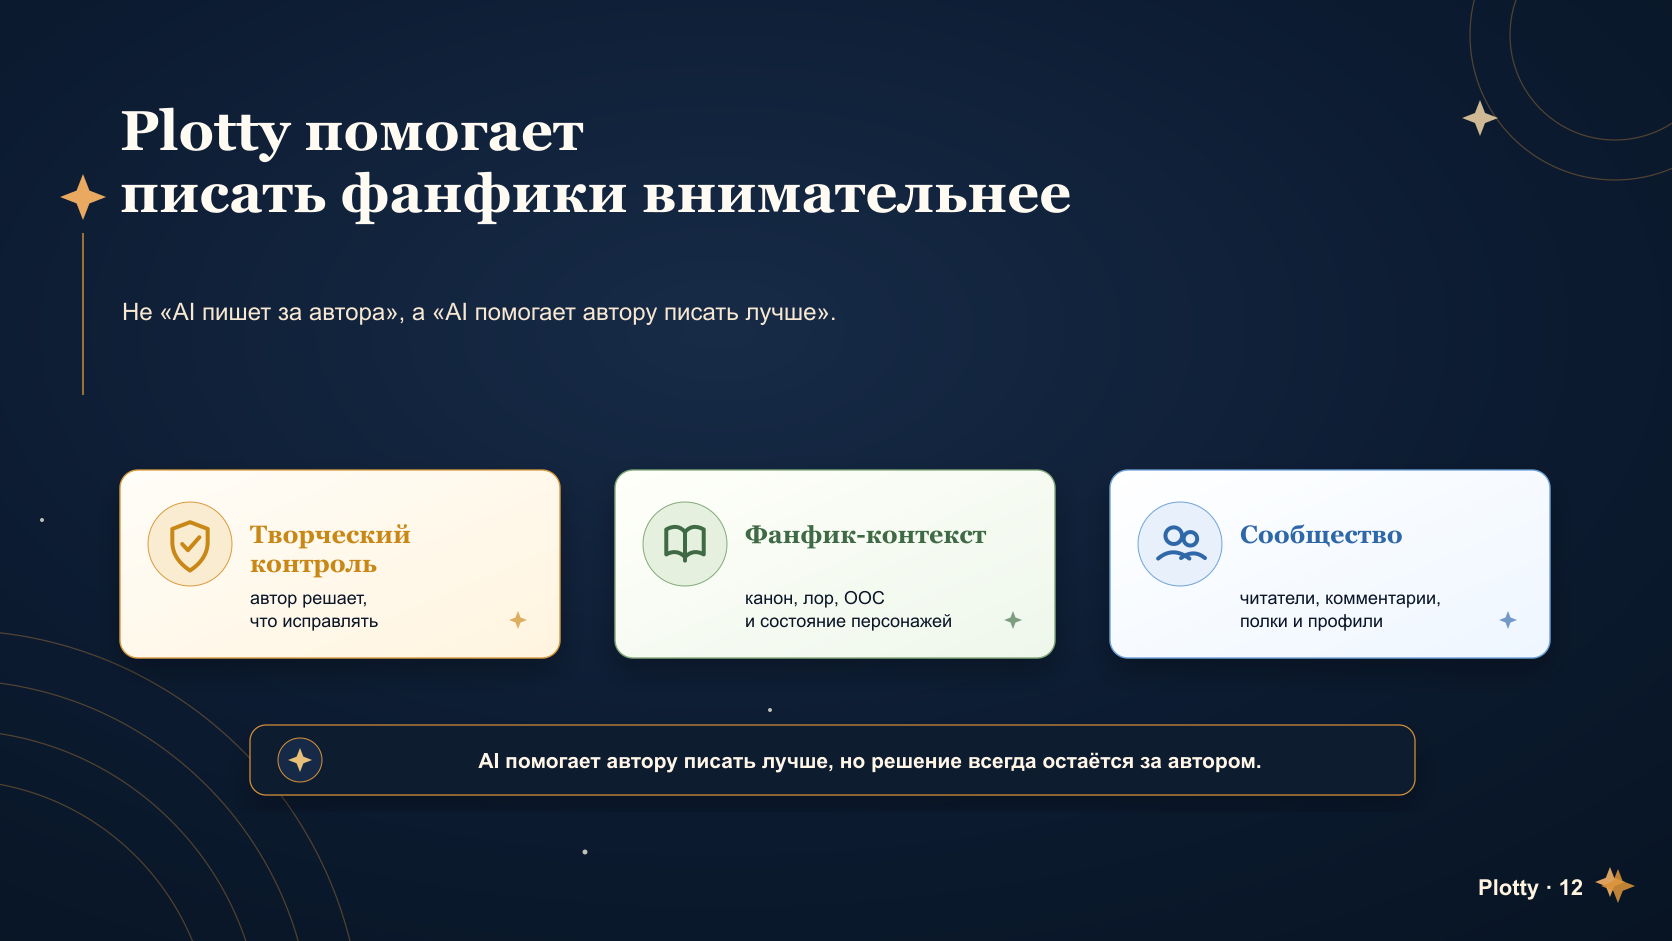 Plotty помогает
писать фанфики внимательнее
Не «AI пишет за автора», а «AI помогает автору писать лучше».
Творческий
контроль
автор решает,
что исправлять
Фанфик-контекст
канон, лор, ООС
и состояние персонажей
Сообщество
читатели, комментарии,
полки и профили
AI помогает автору писать лучше, но решение всегда остаётся за автором.
Plotty · 12